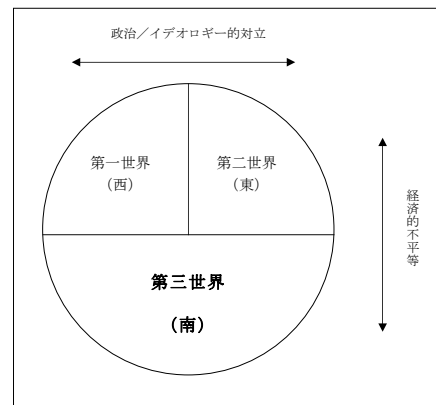 政治／イデオロギー的対立
第一世界
（西）
第二世界
（東）
経済的不平等
第三世界
（南）